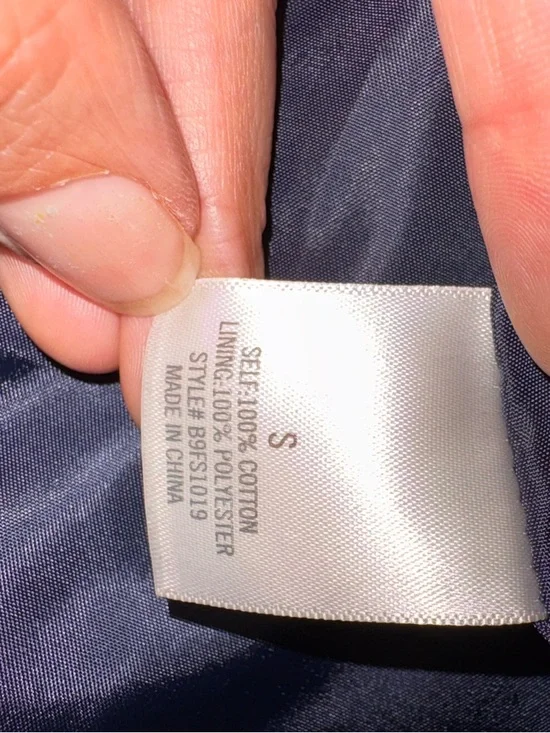 S
SELF:100% COTTON
LINING:100% POLYESTER
STYLE# B9FS1019
MADE IN CHINA